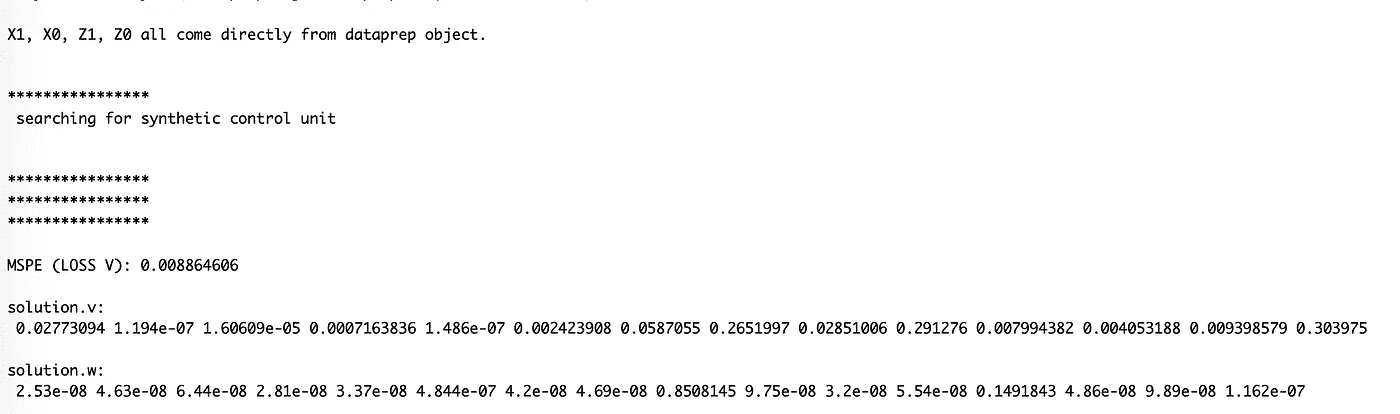 X1, X0, Z1, Z0 all come directly from dataprep object.
****************
searching for synthetic control unit
****************
****************
****************
MSPE (LOSS V): 0.008864606
solution.v:
0.02773094 1.194e-07 1.60609e-05 0.0007163836 1.486e-07 0.002423908 0.0587055 0.2651997 0.02851006 0.291276 0.007994382 0.004053188 0.009398579 0.303975
solution.w:
2.53e-08 4.63e-08 6.44e-08 2.81e-08 3.37e-08 4.844e-07 4.2e-08 4.69e-08 0.8508145 9.75e-08 3.2e-08 5.54e-08 0.1491843 4.86e-08 9.89e-08 1.162e-07